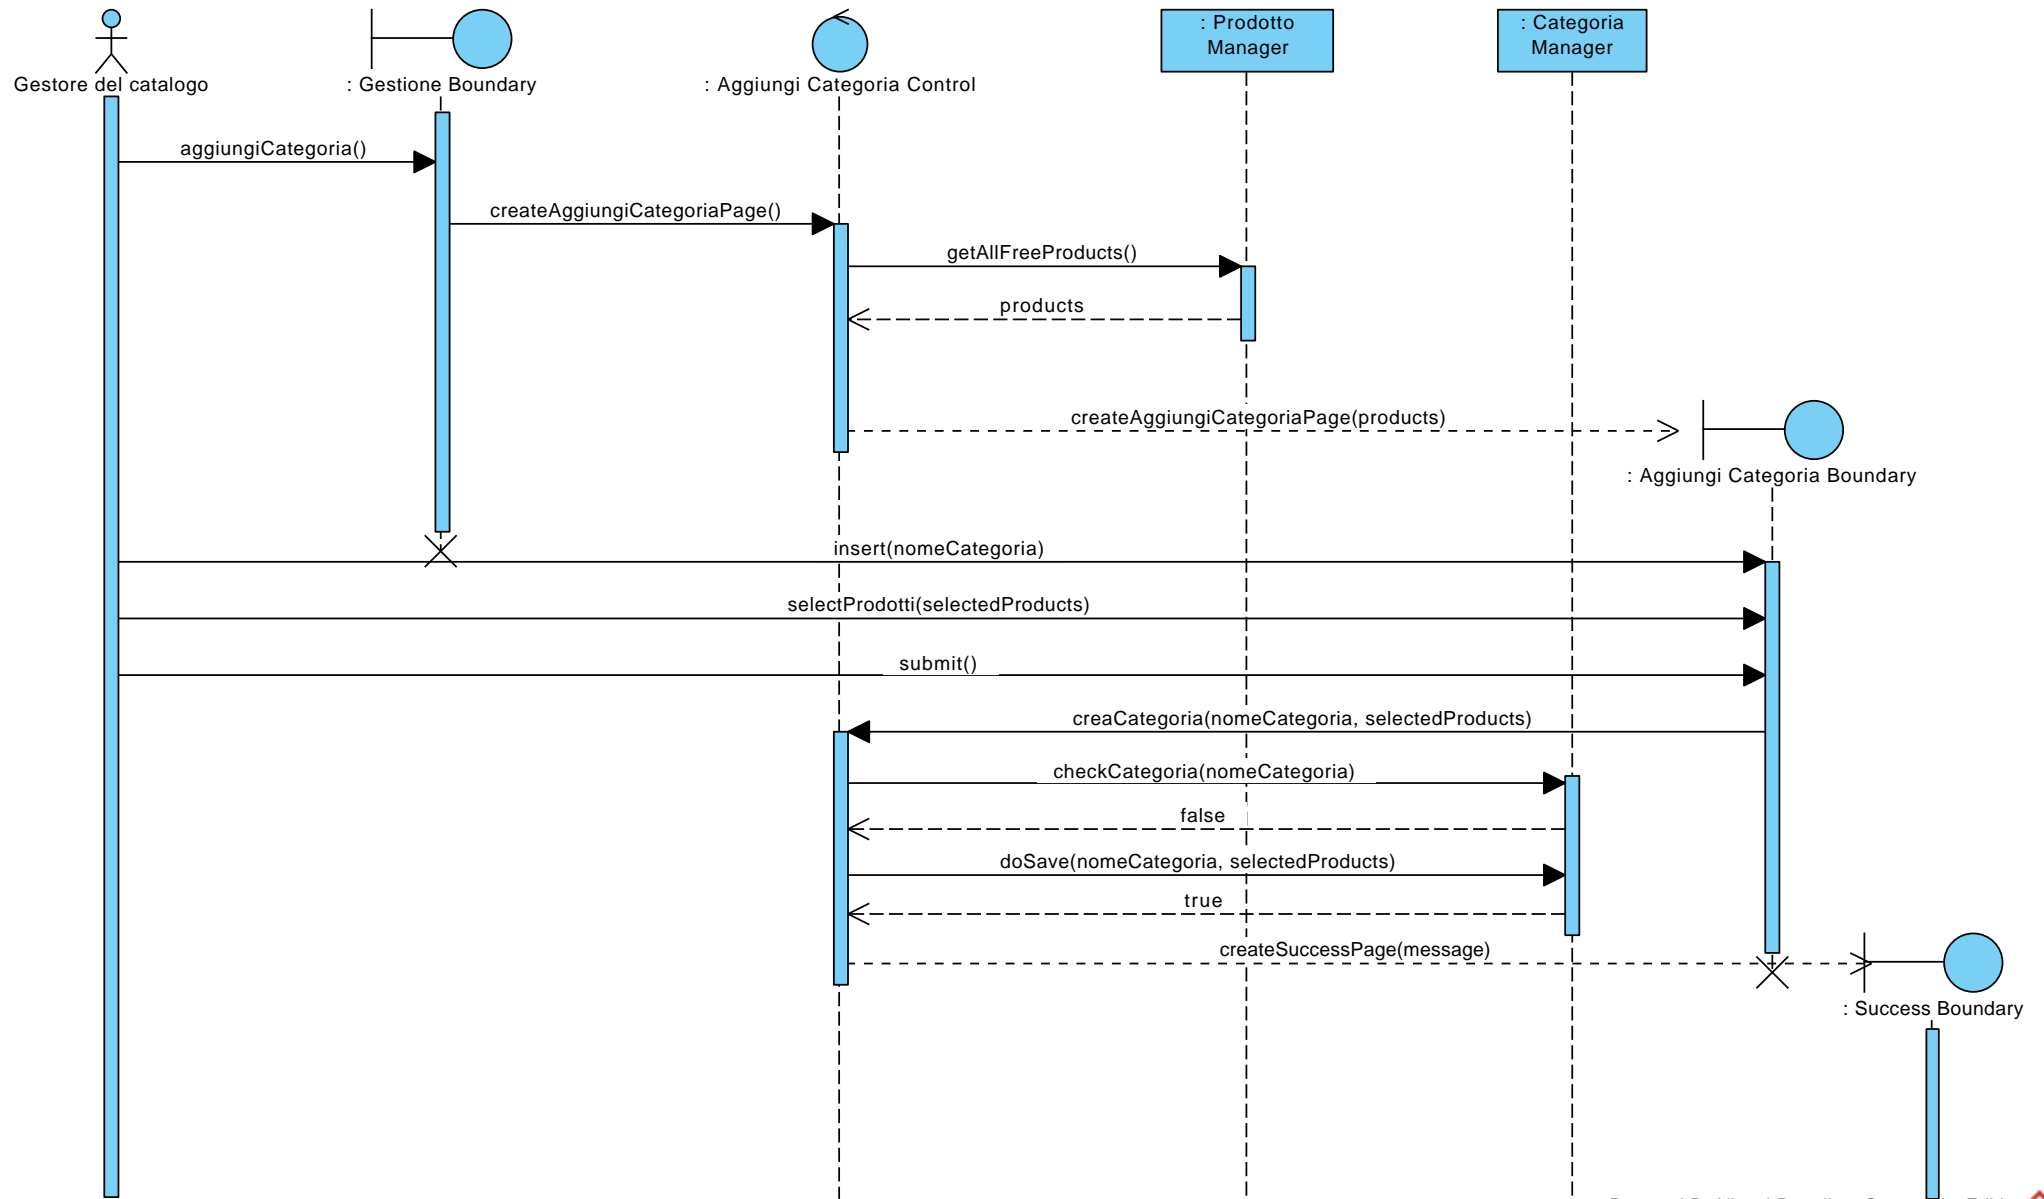 Gestore del catalogo
: Gestione Boundary
: Aggiungi Categoria Control
: Prodotto
Manager
: Categoria
Manager
aggiungiCategoria()
createAggiungiCategoriaPage()
getAllFreeProducts()
products
createAggiungiCategoriaPage(products)
: Aggiungi Categoria Boundary
insert(nomeCategoria)
selectProdotti(selectedProducts)
submit()
creaCategoria(nomeCategoria, selectedProducts)
checkCategoria(nomeCategoria)
false
doSave(nomeCategoria, selectedProducts)
true
createSuccessPage(message)
: Success Boundary